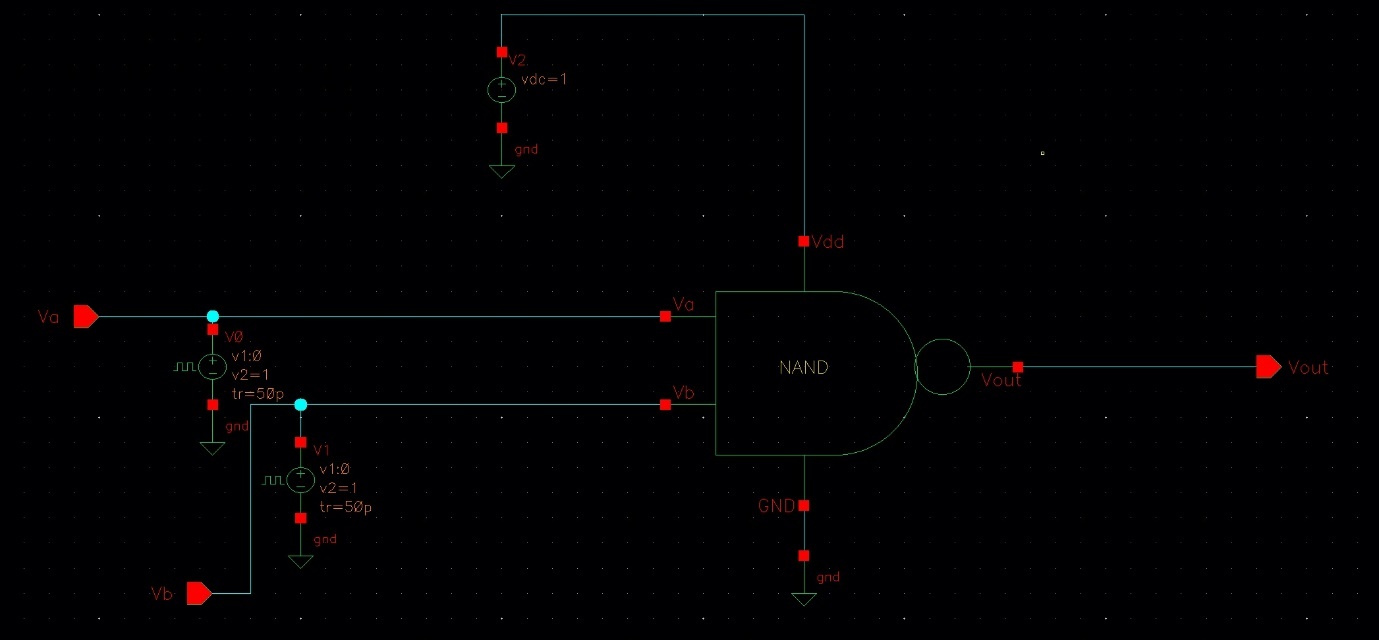 V2
vdc=1
gnd
Vdd
Va
Va
V0
v1:0
v2=1
tr=50p
gnd
NAND
Vout
Vout
Vb
V1
v1:0
v2=1
tr=50p
gnd
GND
gnd
Vb